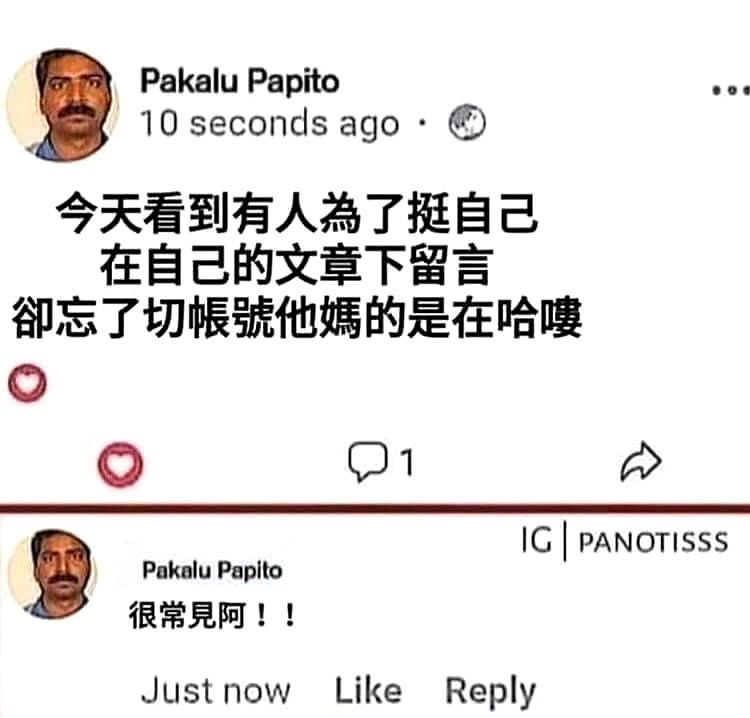 Pakalu Papito
10 seconds ago ·
今天看到有人為了挺自己
在自己的文章下留言
卻忘了切帳號他媽的是在哈嘍
1
IG | PANOTISSS
Pakalu Papito
很常見阿！！
Just now Like Reply